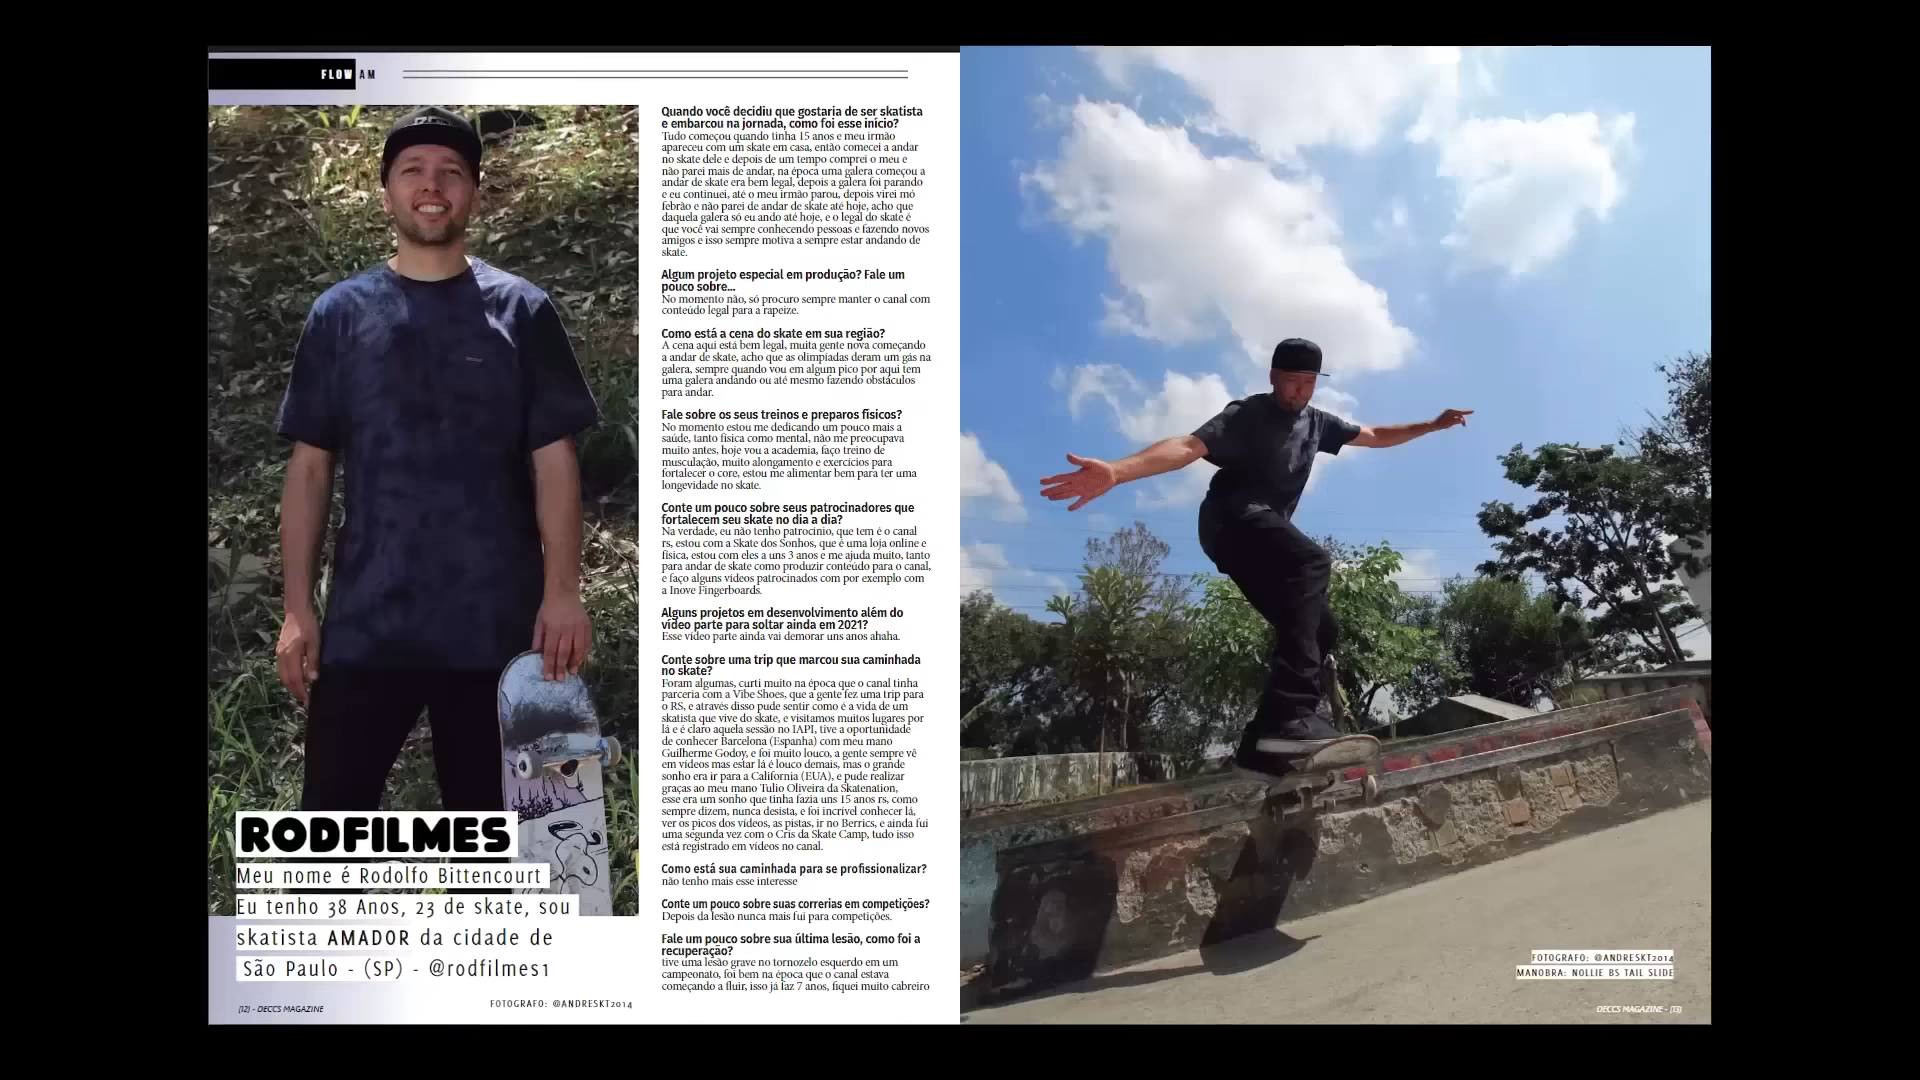 FLOW AM
Quando você decidiu que gostaria de ser skatista
e embarcou na jornada, como foi esse início?
Tudo começou quando tinha 15 anos e meu irmão
apareceu com um skate em casa, então comecei a andar
no skate dele e depois de um tempo comprei o meu e
não parei mais de andar, na época uma galera começou a
andar de skate era bem legal, depois a galera foi parando
e eu continuei, até o meu irmão parou, depois virei mó
febrão e não parei de andar de skate até hoje, acho que
daquela galera só eu ando até hoje, e o legal do skate é
que você vai sempre conhecendo pessoas e fazendo novos
amigos e isso sempre motiva a sempre estar andando de
skate.
Algum projeto especial em produção? Fale um
pouco sobre...
No momento não, só procuro sempre manter o canal com
conteúdo legal para a rapeize.
Como está a cena do skate em sua região?
A cena aqui está bem legal, muita gente nova começando
a andar de skate, acho que as olimpíadas deram um gás na
galera, sempre quando vou em algum pico por aqui tem
uma galera andando ou até mesmo fazendo obstáculos
para andar.
Fale sobre os seus treinos e preparos físicos?
No momento estou me dedicando um pouco mais a
saúde, tanto física como mental, não me preocupava
muito antes, hoje vou a academia, faço treino de
musculação, muito alongamento e exercícios para
fortalecer o core, estou me alimentar bem para ter uma
longevidade no skate.
Conte um pouco sobre seus patrocinadores que
fortalecem seu skate no dia a dia?
Na verdade, eu não tenho patrocínio, que tem é o canal
rs, estou com a Skate dos Sonhos, que é uma loja online e
física, estou com eles a uns 3 anos e me ajuda muito, tanto
para andar de skate como produzir conteúdo para o canal,
e faço alguns vídeos patrocinados com por exemplo com
a Inove Fingerboards.
Alguns projetos em desenvolvimento além do
vídeo parte para soltar ainda em 2021?
Esse vídeo parte ainda vai demorar uns anos ahaha.
Conte sobre uma trip que marcou sua caminhada
no skate?
Foram algumas, curti muito na época que o canal tinha
parceria com a Vibe Shoes, que a gente fez uma trip para
o RS, e através disso pude sentir como é a vida de um
skatista que vive do skate, e visitamos muitos lugares por
lá e é claro aquela sessão no IAPI, tive a oportunidade
de conhecer Barcelona (Espanha) com meu mano
Guilherme Godoy, e foi muito louco, a gente sempre vê
em vídeos mas estar lá é louco demais, mas o grande
sonho era ir para a California (EUA), e pude realizar
graças ao meu mano Tulio Oliveira da Skatenation,
esse era um sonho que tinha fazia uns 15 anos rs, como
sempre dizem, nunca desista, e foi incrível conhecer lá,
ver os picos dos vídeos, as pistas, ir no Berrics, e ainda fui
uma segunda vez com o Cris da Skate Camp, tudo isso
está registrado em vídeos no canal.
Como está sua caminhada para se profissionalizar?
não tenho mais esse interesse
Conte um pouco sobre suas correrias em competições?
Depois da lesão nunca mais fui para competições.
Fale um pouco sobre sua última lesão, como foi a
recuperação?
tive uma lesão grave no tornozelo esquerdo em um
campeonato, foi bem na época que o canal estava
começando a fluir, isso já faz 7 anos, fiquei muito cabreiro
RODFILMES
Meu nome é Rodolfo Bittencourt
Eu tenho 38 Anos, 23 de skate, sou
skatista AMADOR da cidade de
São Paulo - (SP) - @rodfilmes1
FOTOGRAFO: @ANDRESKT2014
(12) - DECCS MAGAZINE
FOTOGRAFO: @ANDRESKT2014
MANOBRA: NOLLIE BS TAIL SLIDE
DECCS MAGAZINE - (13)